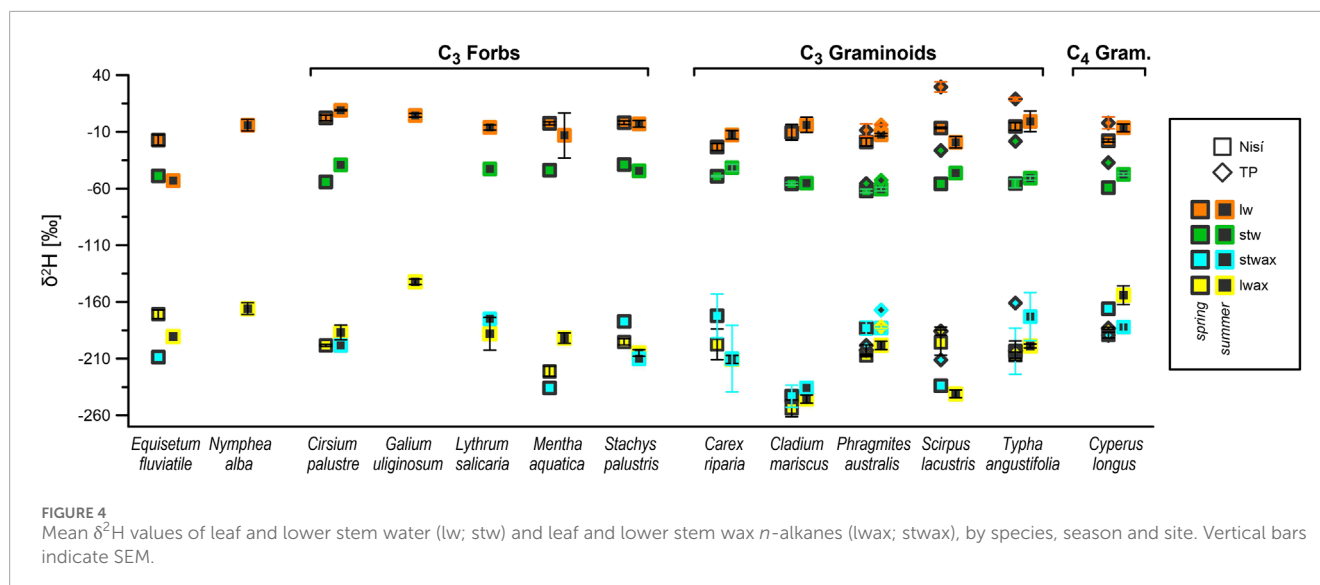 C3 Forbs
C3 Graminoids
C4 Gram.
δ²H [‰]
40
-10
-60
-110
-160
-210
-260
Equisetum
fluviatile
Nymphea
alba
Cirsium
palustre
Galium
uliginosum
Lythrum
salicaria
Mentha
aquatica
Stachys
palustris
Carex
riparia
Cladium
mariscus
Phragmites
australis
Scirpus
lacustris
Typha
angustifolia
Cyperus
longus
Nisí
TP
lw
stw
stwax
lwax
spring
summer
FIGURE 4
Mean δ²H values of leaf and lower stem water (lw; stw) and leaf and lower stem wax n-alkanes (lwax; stwax), by species, season and site. Vertical bars
indicate SEM.